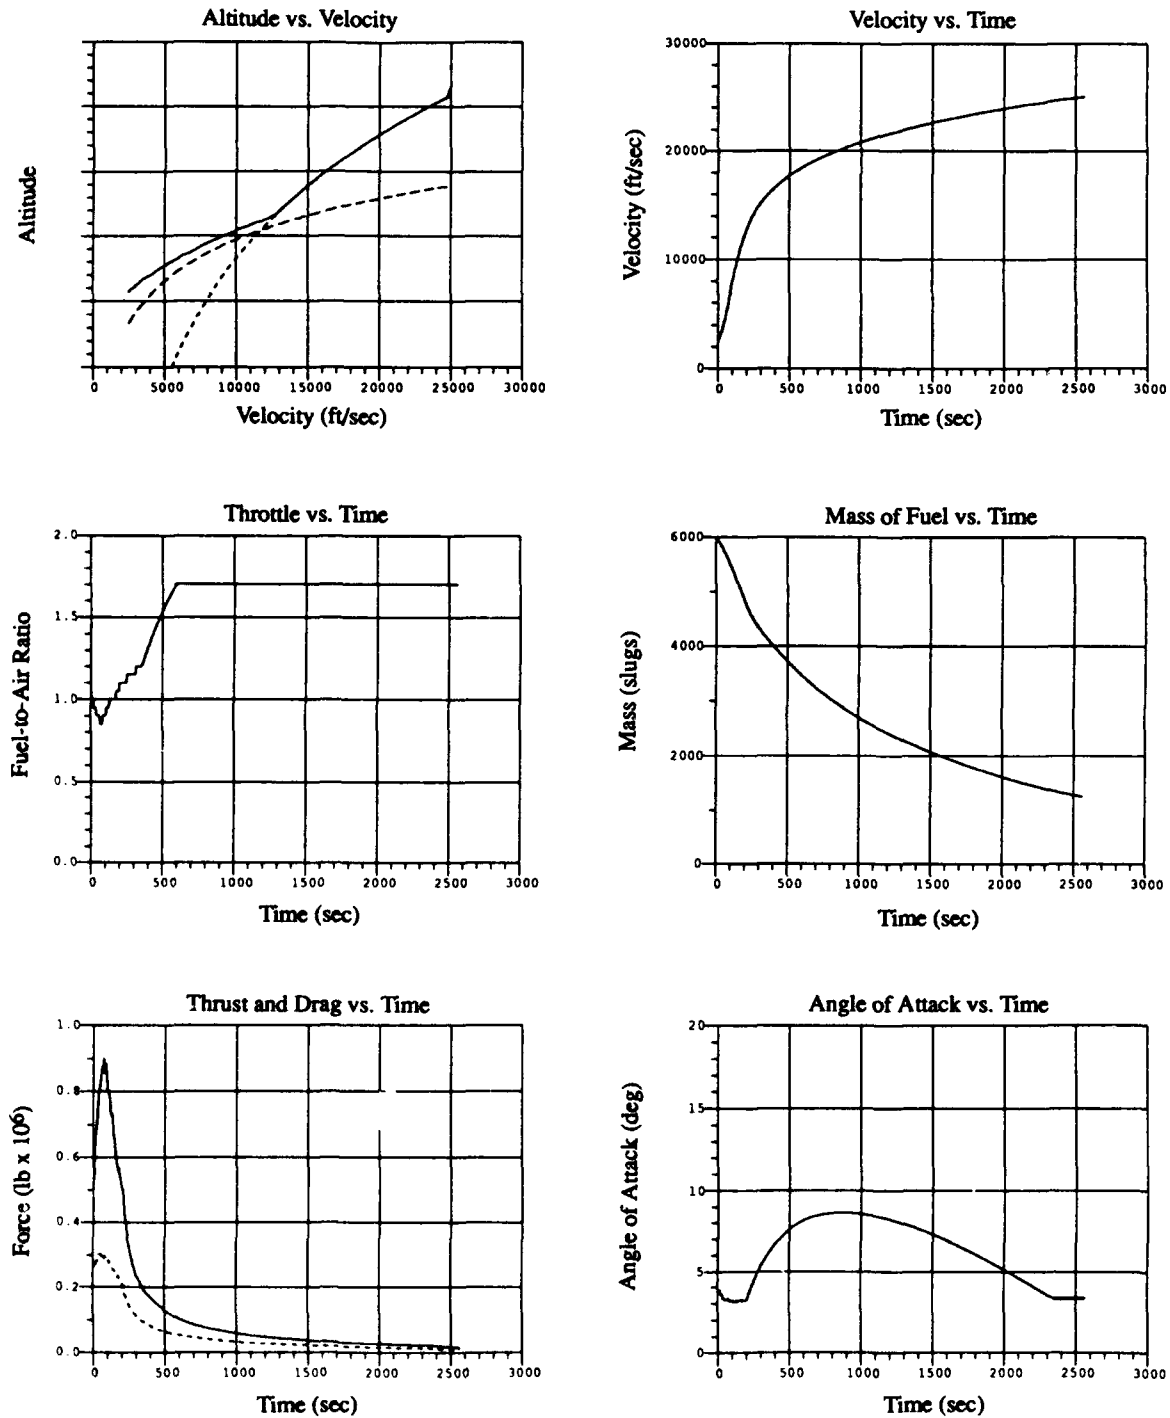 Altitude vs. Velocity
Altitude
0 5000 10000 15000 20000 25000 30000
Velocity (ft/sec)
Velocity vs. Time
30000
20000
10000
0
Velocity (ft/sec)
0 500 1000 1500 2000 2500 3000
Time (sec)
Throttle vs. Time
2.0
1.5
1.0
0.5
0.0
Fuel-to-Air Ratio
0 500 1000 1500 2000 2500 3000
Time (sec)
Mass of Fuel vs. Time
6000
4000
2000
0
Mass (slugs)
0 500 1000 1500 2000 2500 3000
Time (sec)
Thrust and Drag vs. Time
1.0
0.8
0.6
0.4
0.2
0.0
Force (lb x 10⁶)
0 500 1000 1500 2000 2500 3000
Time (sec)
Angle of Attack vs. Time
20
15
10
5
0
Angle of Attack (deg)
0 500 1000 1500 2000 2500 3000
Time (sec)